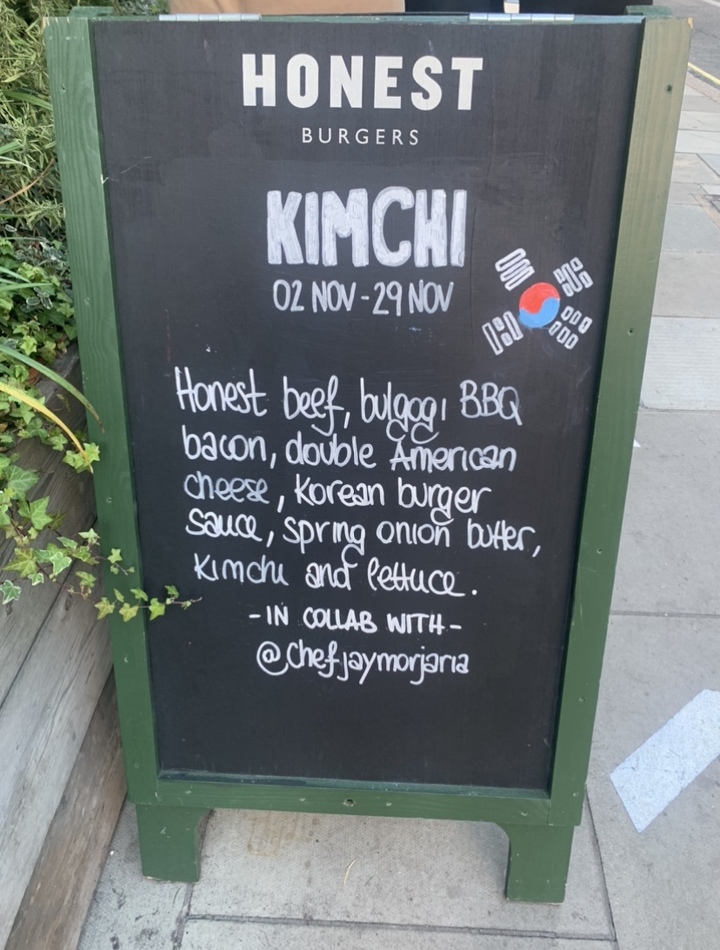 HONEST
BURGERS
KIMCHI
02 NOV - 29 NOV
Honest beef, bulgogi BBQ
bacon, double American
cheese, Korean burger
sauce, spring onion butter,
kimchi and lettuce.
- IN COLLAB WITH -
@chefjaymorjaria